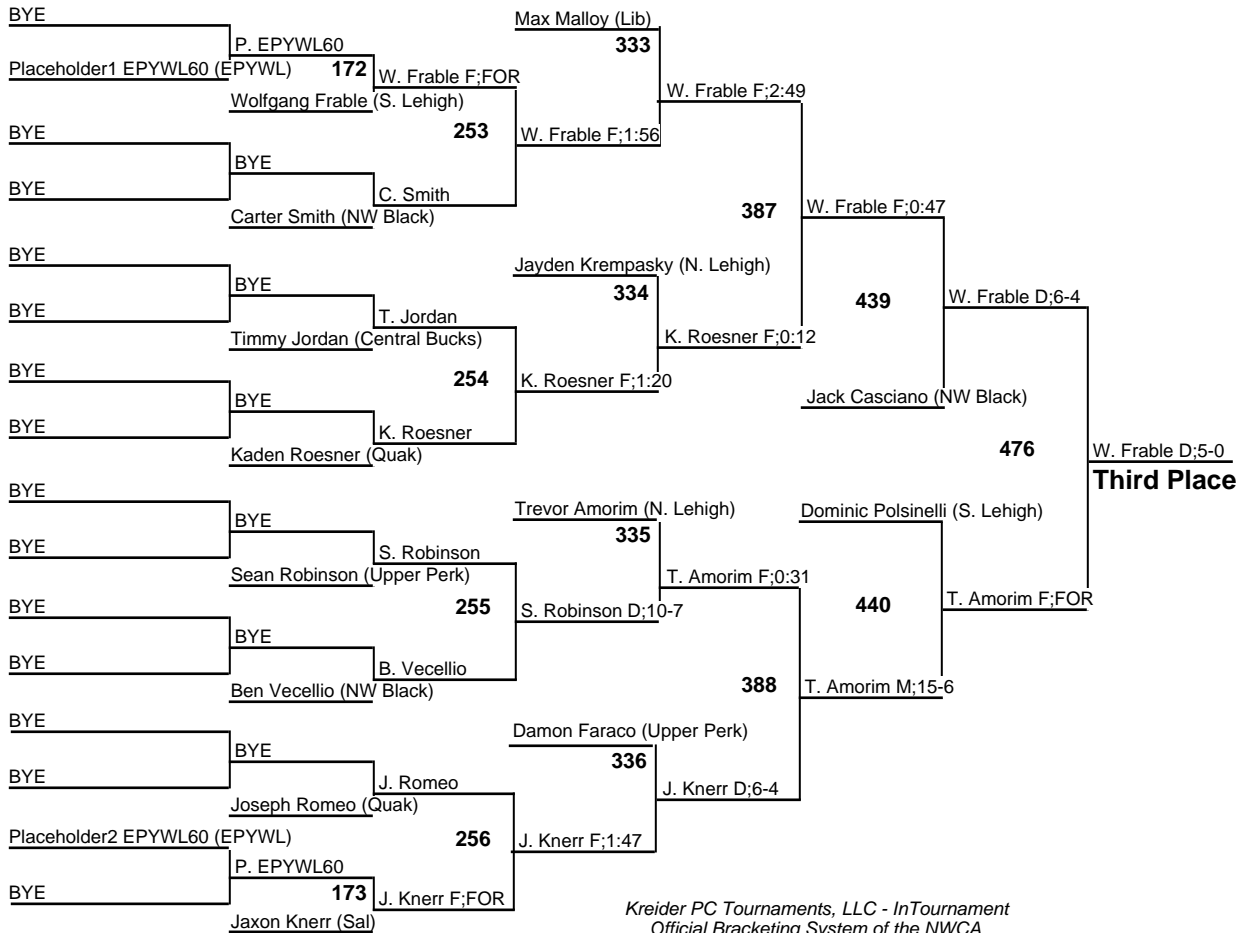 BYE
Max Malloy (Lib)
P. EPYWL60
333
Placeholder1 EPYWL60 (EPYWL)
172
W. Frable F;FOR
W. Frable F;2:49
Wolfgang Frable (S. Lehigh)
BYE
253
W. Frable F;1:56
BYE
BYE
C. Smith
Carter Smith (NW Black)
387
W. Frable F;0:47
BYE
Jayden Krempasky (N. Lehigh)
BYE
334
439
W. Frable D;6-4
BYE
T. Jordan
Timmy Jordan (Central Bucks)
K. Roesner F;0:12
BYE
254
K. Roesner F;1:20
BYE
Jack Casciano (NW Black)
BYE
K. Roesner
Kaden Roesner (Quak)
476
W. Frable D;5-0
Third Place
BYE
Trevor Amorim (N. Lehigh)
Dominic Polsinelli (S. Lehigh)
BYE
335
BYE
S. Robinson
Sean Robinson (Upper Perk)
T. Amorim F;0:31
BYE
255
S. Robinson D;10-7
440
T. Amorim F;FOR
BYE
BYE
B. Vecellio
Ben Vecellio (NW Black)
388
T. Amorim M;15-6
BYE
Damon Faraco (Upper Perk)
BYE
336
BYE
J. Romeo
J. Knerr D;6-4
Joseph Romeo (Quak)
Placeholder2 EPYWL60 (EPYWL)
256
J. Knerr F;1:47
P. EPYWL60
BYE
173
J. Knerr F;FOR
Jaxon Knerr (Sal)
Kreider PC Tournaments, LLC - InTournament
Official Bracketing System of the NWCA